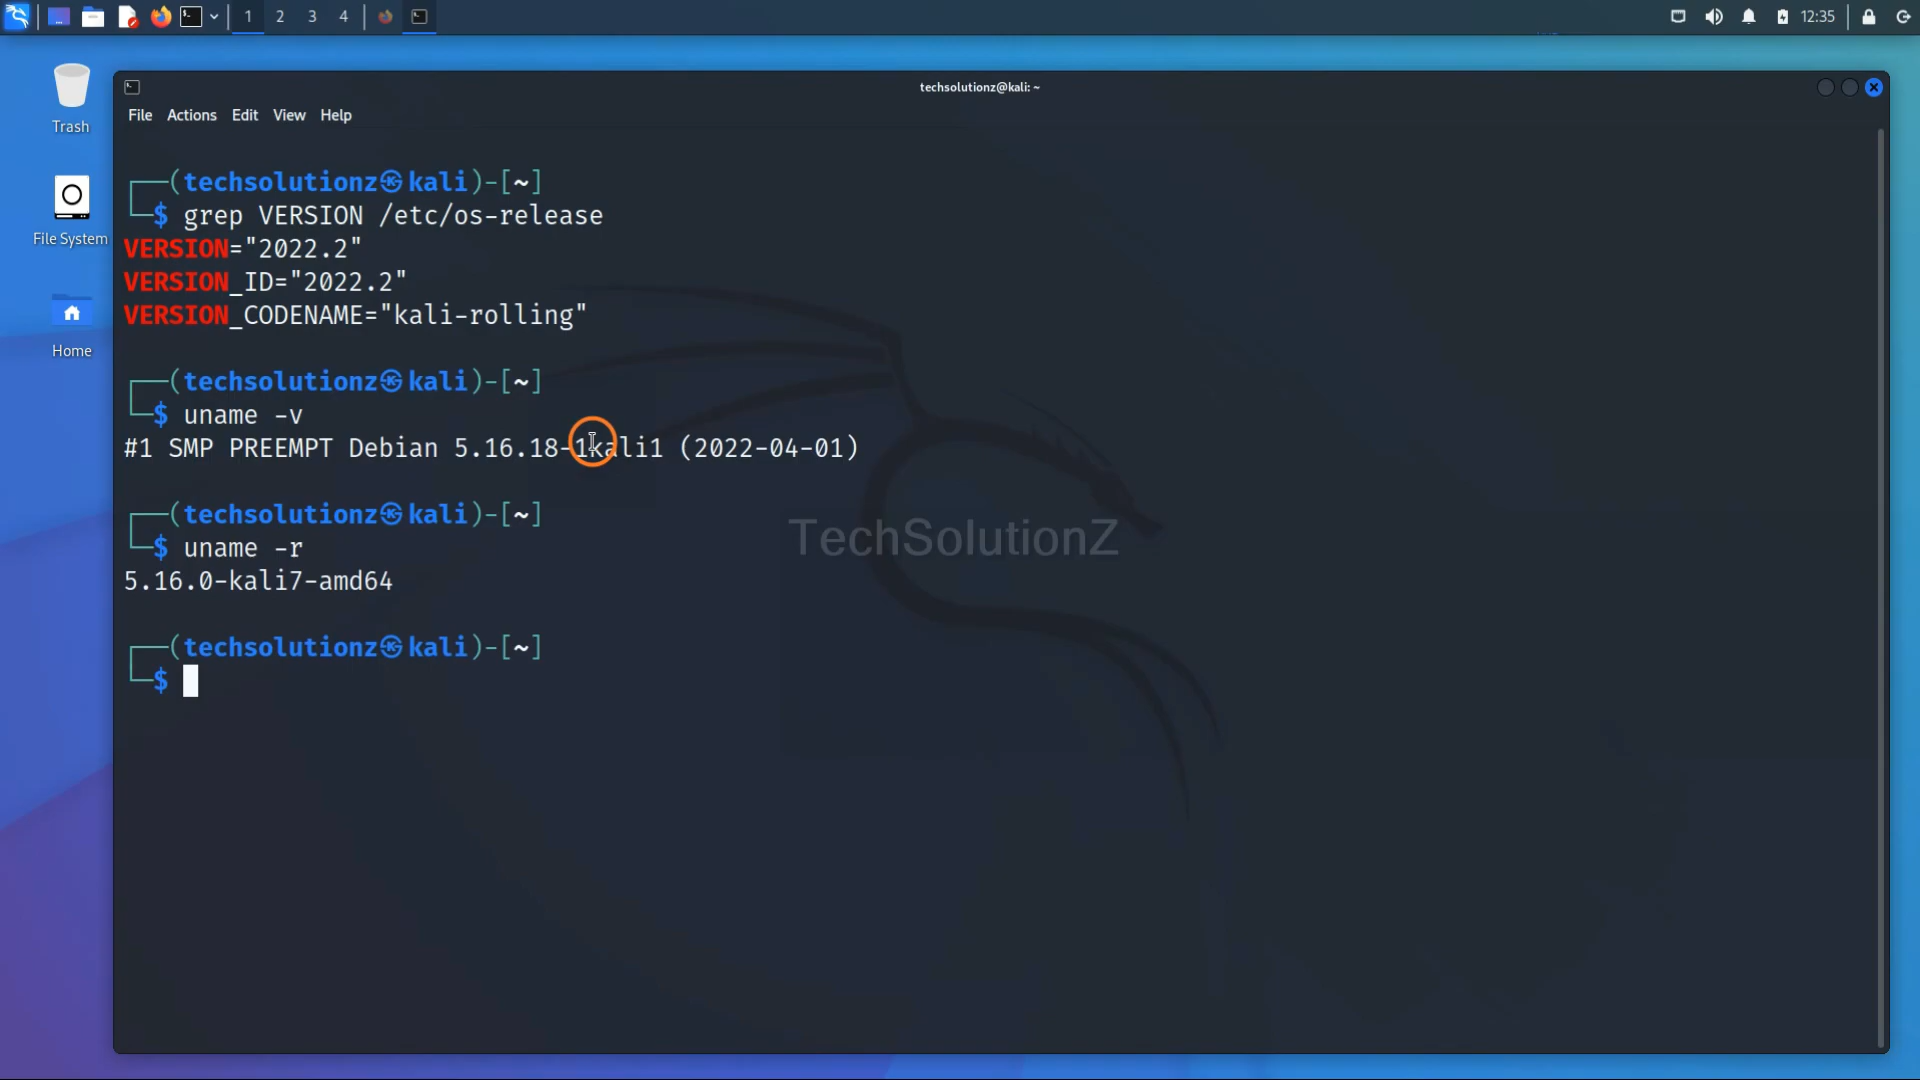 1 2 3 4 12:35
techsolutionz@kali: ~
File Actions Edit View Help
Trash
File System
Home
┌──(techsolutionz㉿kali)-[~]
└─$ grep VERSION /etc/os-release
VERSION="2022.2"
VERSION_ID="2022.2"
VERSION_CODENAME="kali-rolling"
┌──(techsolutionz㉿kali)-[~]
└─$ uname -v
#1 SMP PREEMPT Debian 5.16.18-1kali1 (2022-04-01)
┌──(techsolutionz㉿kali)-[~]
└─$ uname -r
5.16.0-kali7-amd64
┌──(techsolutionz㉿kali)-[~]
└─$
TechSolutionZ